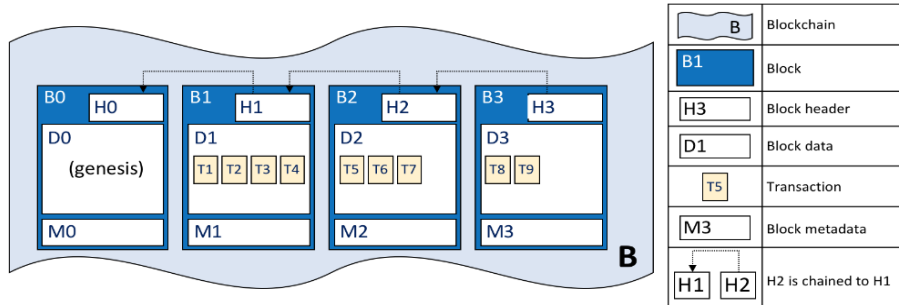 B0
H0
D0
(genesis)
M0
B1
H1
D1
T1 T2 T3 T4
M1
B2
H2
D2
T5 T6 T7
M2
B3
H3
D3
T8 T9
M3
B
B
Blockchain
B1
Block
H3
Block header
D1
Block data
T5
Transaction
M3
Block metadata
H1 H2
H2 is chained to H1